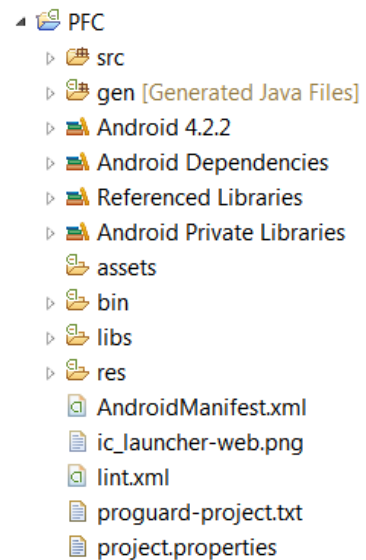 PFC
src
gen [Generated Java Files]
Android 4.2.2
Android Dependencies
Referenced Libraries
Android Private Libraries
assets
bin
libs
res
AndroidManifest.xml
ic_launcher-web.png
lint.xml
proguard-project.txt
project.properties